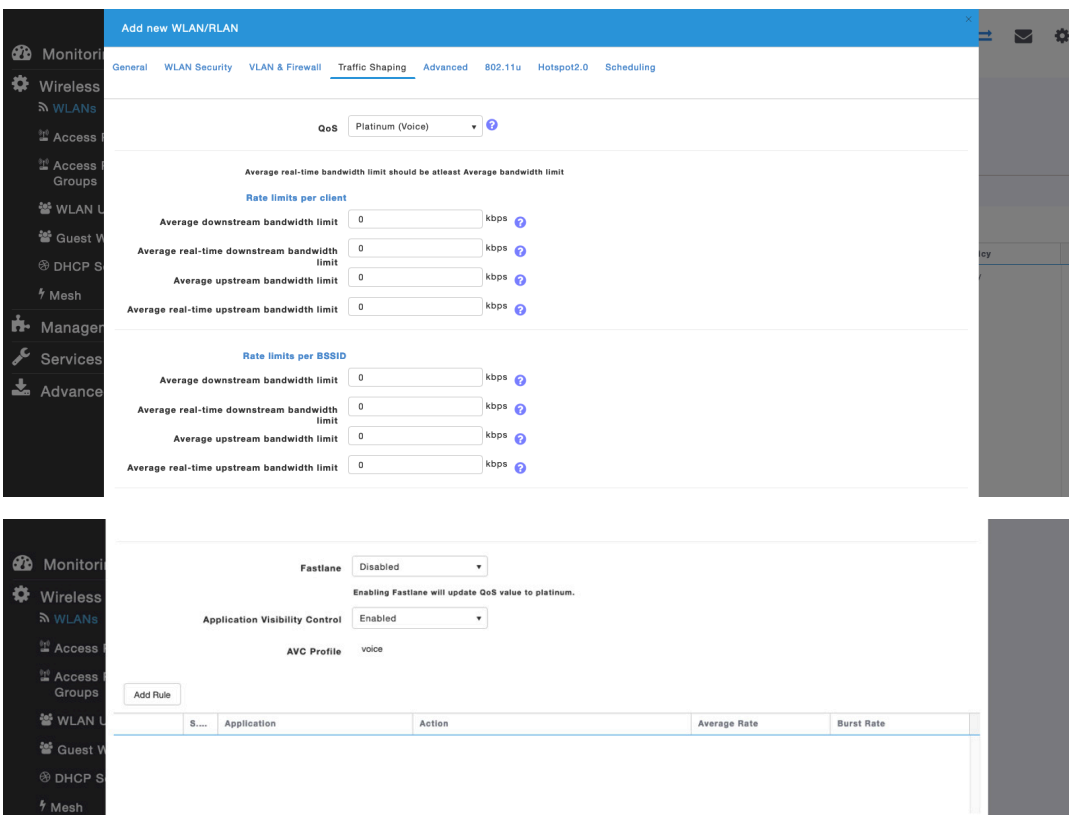 Add new WLAN/RLAN
×
Monitori
Wireless
WLANs
Access
Access
Groups
WLAN U
Guest W
DHCP S
Mesh
Manage
Services
Advance
General WLAN Security VLAN & Firewall Traffic Shaping Advanced 802.11u Hotspot2.0 Scheduling
QoS Platinum (Voice) ?
Average real-time bandwidth limit should be atleast Average bandwidth limit
Rate limits per client
Average downstream bandwidth limit 0 kbps ?
Average real-time downstream bandwidth limit 0 kbps ?
Average upstream bandwidth limit 0 kbps ?
Average real-time upstream bandwidth limit 0 kbps ?
Rate limits per BSSID
Average downstream bandwidth limit 0 kbps ?
Average real-time downstream bandwidth limit 0 kbps ?
Average upstream bandwidth limit 0 kbps ?
Average real-time upstream bandwidth limit 0 kbps ?
licy
Monitori
Wireless
WLANs
Access
Access
Groups
WLAN U
Guest W
DHCP S
Mesh
Fastlane Disabled
Enabling Fastlane will update QoS value to platinum.
Application Visibility Control Enabled
AVC Profile voice
Add Rule
S.... Application Action Average Rate Burst Rate